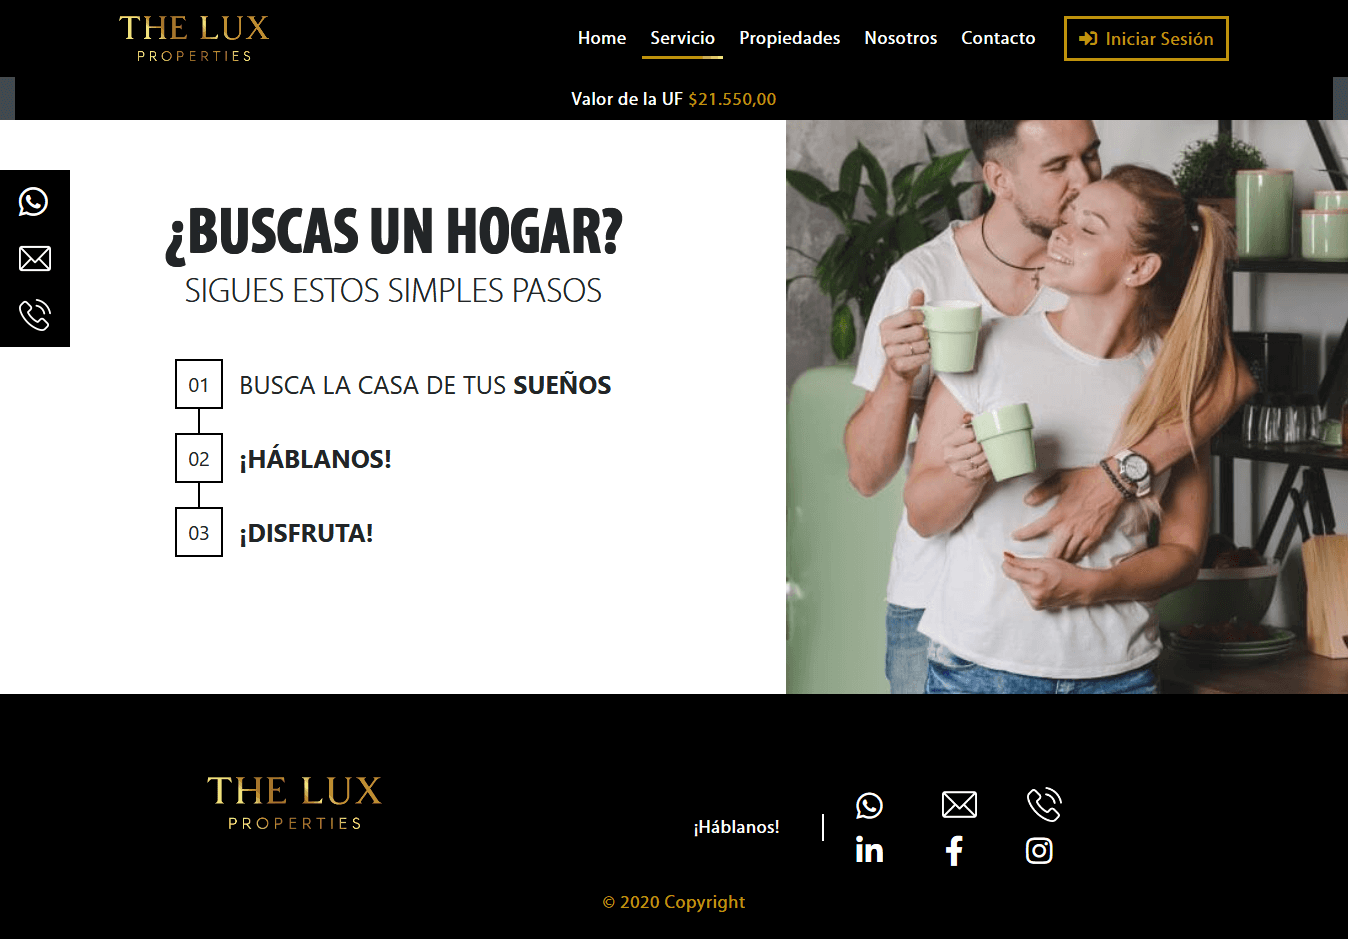 THE LUX
PROPERTIES
Home Servicio Propiedades Nosotros Contacto Iniciar Sesión
Valor de la UF $21.550,00
¿BUSCAS UN HOGAR?
SIGUES ESTOS SIMPLES PASOS
01 BUSCA LA CASA DE TUS SUEÑOS
02 ¡HÁBLANOS!
03 ¡DISFRUTA!
THE LUX
PROPERTIES
¡Háblanos!
© 2020 Copyright